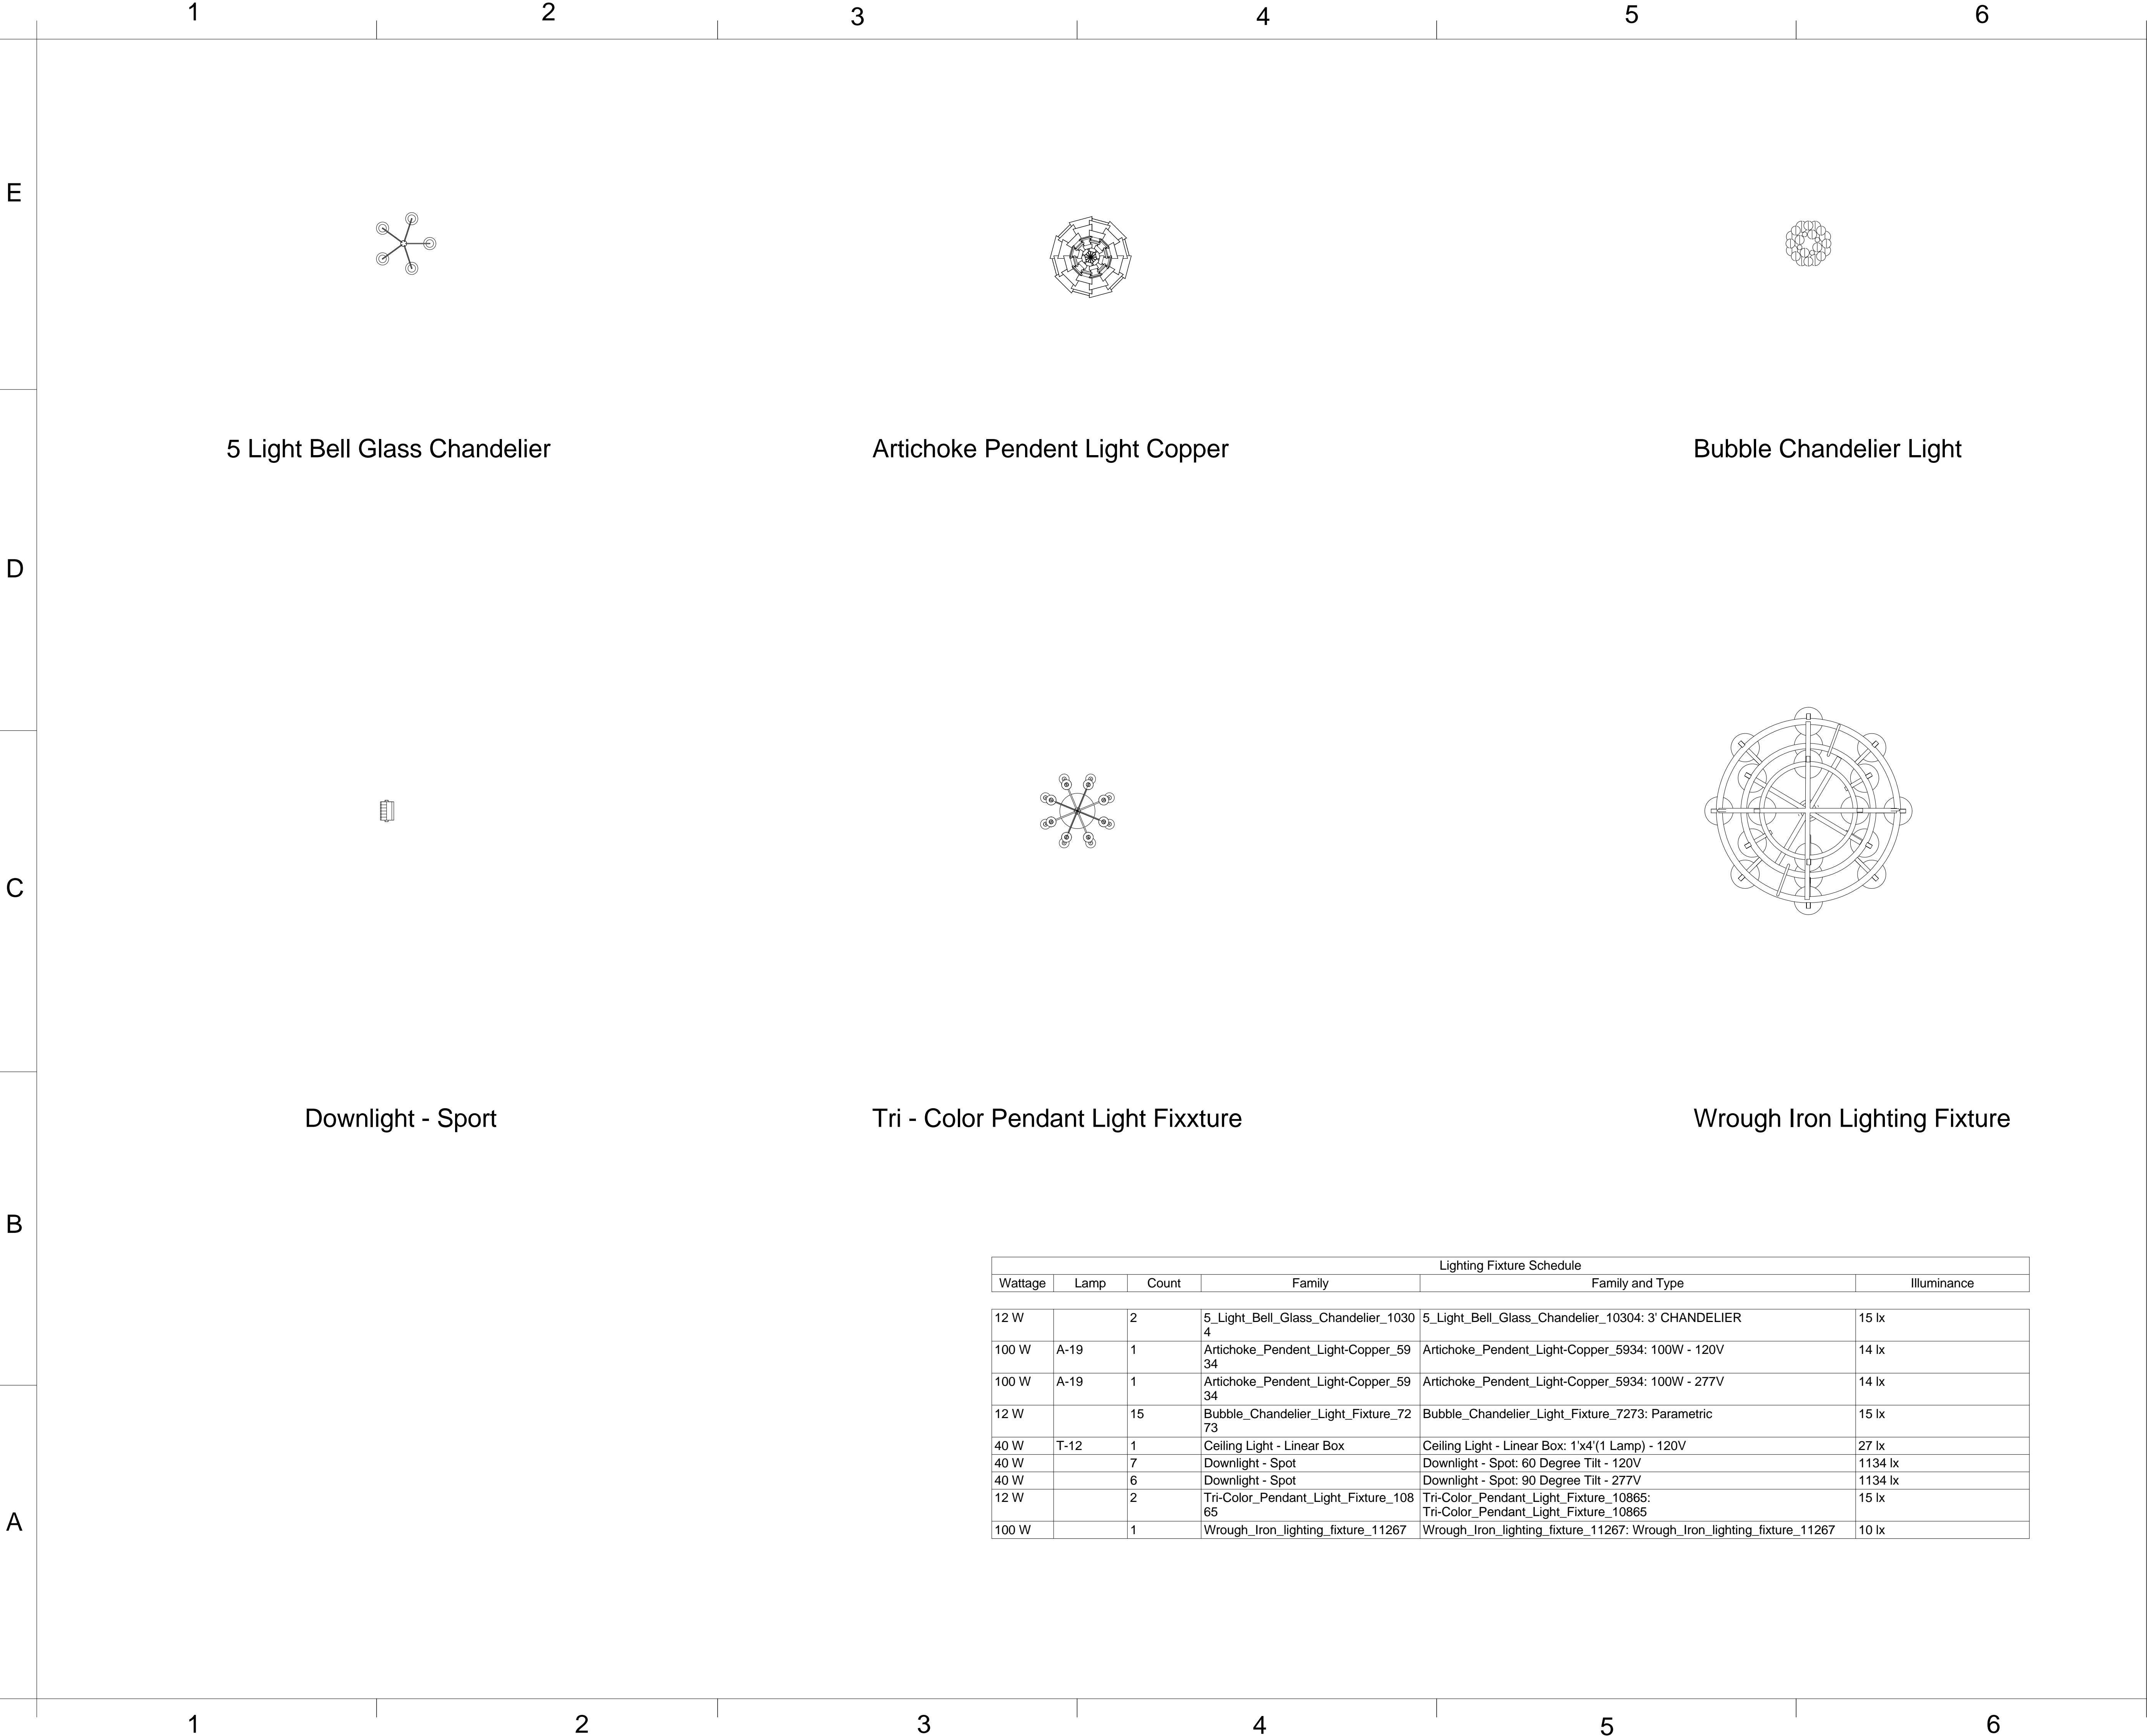 1 2 3 4 5 6
E
5 Light Bell Glass Chandelier
Artichoke Pendent Light Copper
Bubble Chandelier Light
D
C
Downlight - Sport
Tri - Color Pendant Light Fixxture
Wrough Iron Lighting Fixture
B
Lighting Fixture Schedule
Wattage Lamp Count Family Family and Type Illuminance
12 W 2 5_Light_Bell_Glass_Chandelier_1030 5_Light_Bell_Glass_Chandelier_10304: 3' CHANDELIER 15 lx
4
100 W A-19 1 Artichoke_Pendent_Light-Copper_59 Artichoke_Pendent_Light-Copper_5934: 100W - 120V 14 lx
34
100 W A-19 1 Artichoke_Pendent_Light-Copper_59 Artichoke_Pendent_Light-Copper_5934: 100W - 277V 14 lx
34
12 W 15 Bubble_Chandelier_Light_Fixture_72 Bubble_Chandelier_Light_Fixture_7273: Parametric 15 lx
73
40 W T-12 1 Ceiling Light - Linear Box Ceiling Light - Linear Box: 1'x4'(1 Lamp) - 120V 27 lx
40 W 7 Downlight - Spot Downlight - Spot: 60 Degree Tilt - 120V 1134 lx
40 W 6 Downlight - Spot Downlight - Spot: 90 Degree Tilt - 277V 1134 lx
12 W 2 Tri-Color_Pendant_Light_Fixture_108 Tri-Color_Pendant_Light_Fixture_10865: 15 lx
65 Tri-Color_Pendant_Light_Fixture_10865
100 W 1 Wrough_Iron_lighting_fixture_11267 Wrough_Iron_lighting_fixture_11267: Wrough_Iron_lighting_fixture_11267 10 lx
A
1 2 3 4 5 6